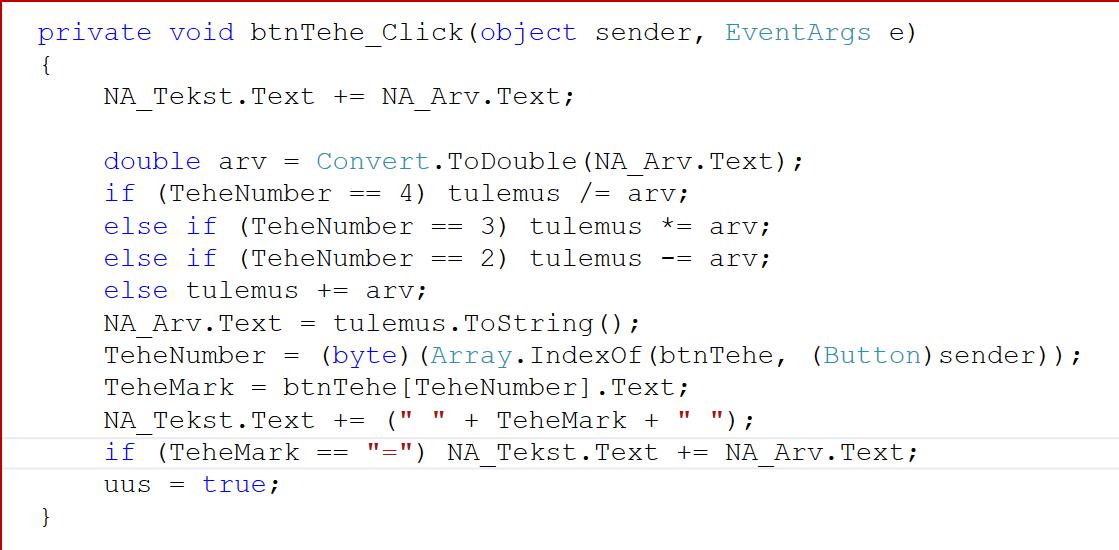 private void btnTehe_Click(object sender, EventArgs e)
{
NA_Tekst.Text += NA_Arv.Text;
double arv = Convert.ToDouble(NA_Arv.Text);
if (TeheNumber == 4) tulemus /= arv;
else if (TeheNumber == 3) tulemus *= arv;
else if (TeheNumber == 2) tulemus -= arv;
else tulemus += arv;
NA_Arv.Text = tulemus.ToString();
TeheNumber = (byte)(Array.IndexOf(btnTehe, (Button)sender));
TeheMark = btnTehe[TeheNumber].Text;
NA_Tekst.Text += (" " + TeheMark + " ");
if (TeheMark == "=") NA_Tekst.Text += NA_Arv.Text;
uus = true;
}